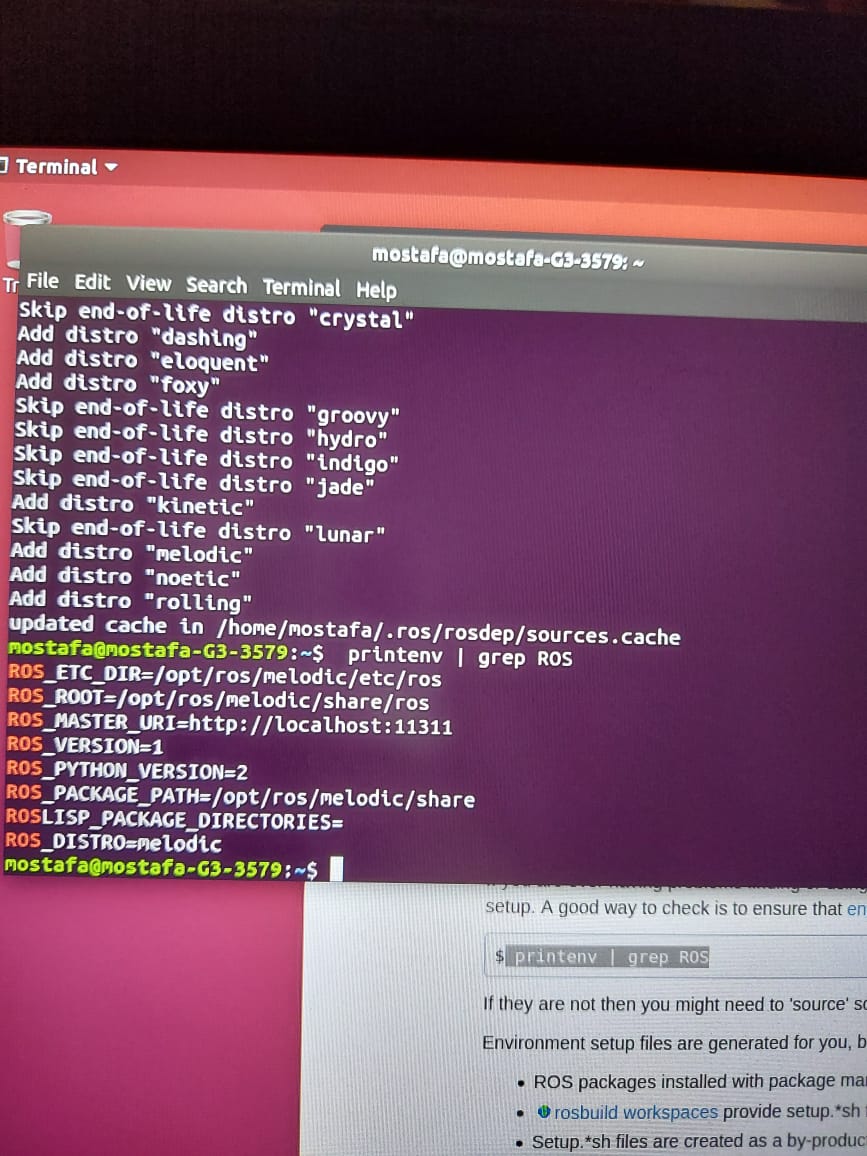 Terminal
mostafa@mostafa-G3-3579: ~
Tr
File Edit View Search Terminal Help
Skip end-of-life distro "crystal"
Add distro "dashing"
Add distro "eloquent"
Add distro "foxy"
Skip end-of-life distro "groovy"
Skip end-of-life distro "hydro"
Skip end-of-life distro "indigo"
Skip end-of-life distro "jade"
Add distro "kinetic"
Skip end-of-life distro "lunar"
Add distro "melodic"
Add distro "noetic"
Add distro "rolling"
updated cache in /home/mostafa/.ros/rosdep/sources.cache
mostafa@mostafa-G3-3579:~$  printenv | grep ROS
ROS_ETC_DIR=/opt/ros/melodic/etc/ros
ROS_ROOT=/opt/ros/melodic/share/ros
ROS_MASTER_URI=http://localhost:11311
ROS_VERSION=1
ROS_PYTHON_VERSION=2
ROS_PACKAGE_PATH=/opt/ros/melodic/share
ROSLISP_PACKAGE_DIRECTORIES=
ROS_DISTRO=melodic
mostafa@mostafa-G3-3579:~$
setup. A good way to check is to ensure that en
$ printenv | grep ROS
If they are not then you might need to 'source' so
Environment setup files are generated for you, b
• ROS packages installed with package ma
• rosbuild workspaces provide setup.*sh
• Setup.*sh files are created as a by-produc